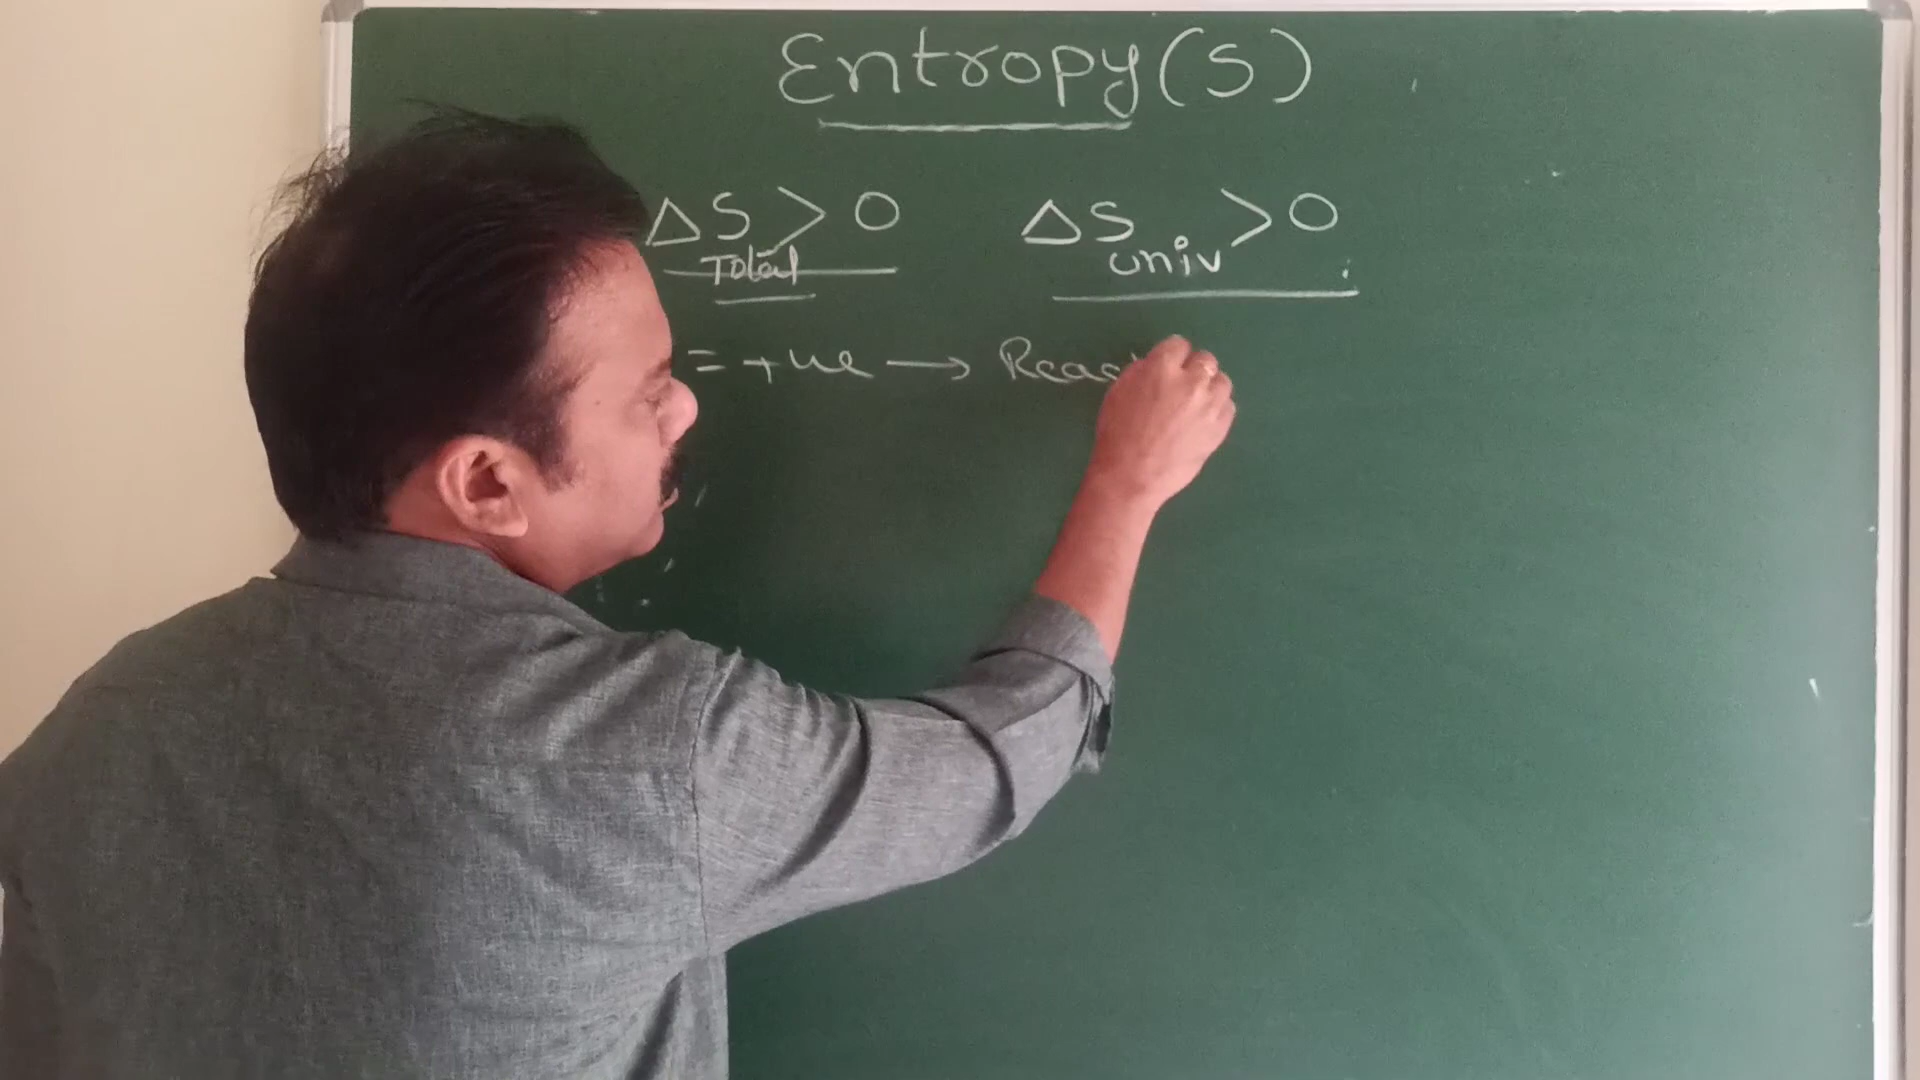 Entropy (S)
ΔS Total > 0 ΔS univ > 0
= +ve → Reac